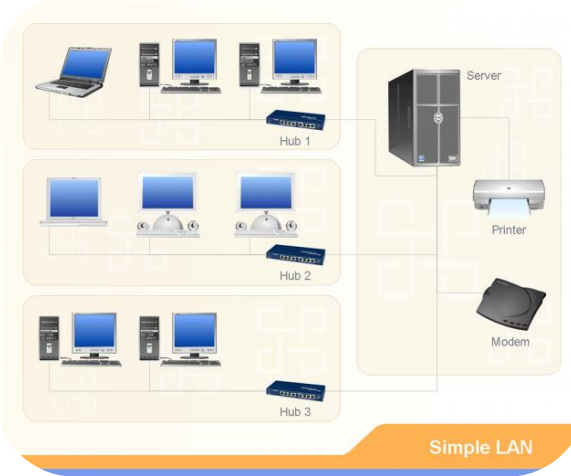 Hub 1
Server
Printer
Hub 2
Modem
Hub 3
Simple LAN